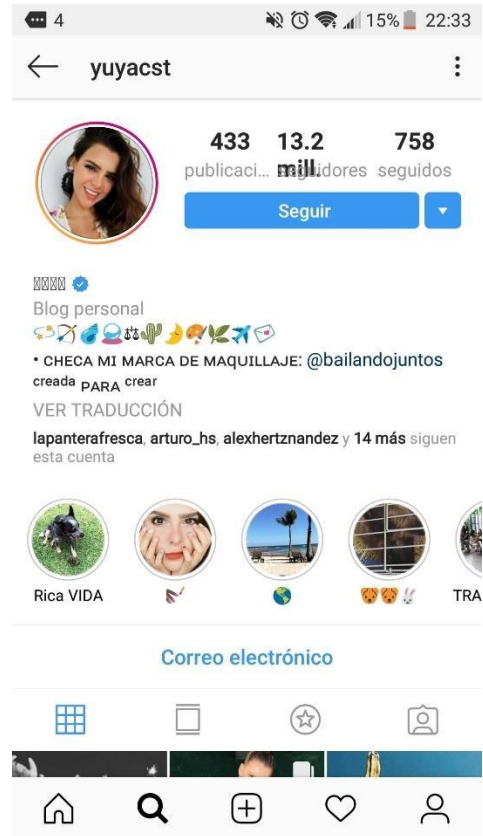 4 15% 22:33
yuyacst
433 13.2 mill. 758
publicaci... seguidores seguidos
Seguir
Blog personal
• CHECA MI MARCA DE MAQUILLAJE: @bailandojuntos
creada PARA crear
VER TRADUCCIÓN
lapanterafresca, arturo_hs, alexhertznandez y 14 más siguen
esta cuenta
Rica VIDA TRA
Correo electrónico